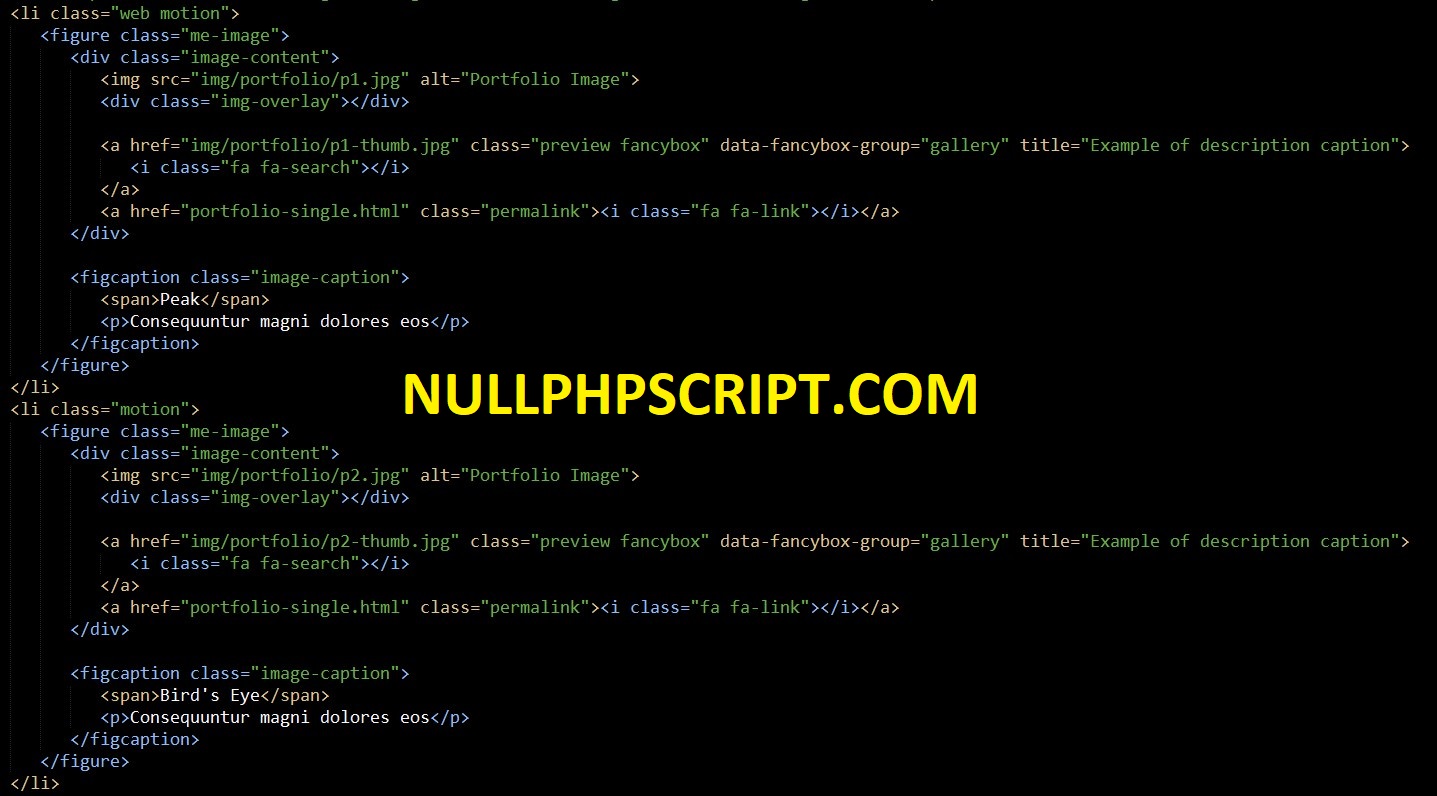 <li class="web motion">
<figure class="me-image">
<div class="image-content">
<img src="img/portfolio/p1.jpg" alt="Portfolio Image">
<div class="img-overlay"></div>
<a href="img/portfolio/p1-thumb.jpg" class="preview fancybox" data-fancybox-group="gallery" title="Example of description caption">
<i class="fa fa-search"></i>
</a>
<a href="portfolio-single.html" class="permalink"><i class="fa fa-link"></i></a>
</div>
<figcaption class="image-caption">
<span>Peak</span>
<p>Consequuntur magni dolores eos</p>
</figcaption>
</figure>
</li>
NULLPHPSCRIPT.COM
<li class="motion">
<figure class="me-image">
<div class="image-content">
<img src="img/portfolio/p2.jpg" alt="Portfolio Image">
<div class="img-overlay"></div>
<a href="img/portfolio/p2-thumb.jpg" class="preview fancybox" data-fancybox-group="gallery" title="Example of description caption">
<i class="fa fa-search"></i>
</a>
<a href="portfolio-single.html" class="permalink"><i class="fa fa-link"></i></a>
</div>
<figcaption class="image-caption">
<span>Bird's Eye</span>
<p>Consequuntur magni dolores eos</p>
</figcaption>
</figure>
</li>